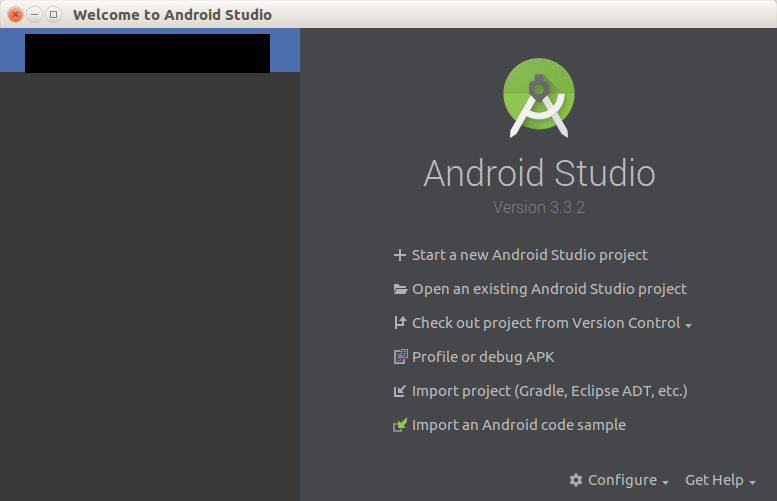 Welcome to Android Studio
Android Studio
Version 3.3.2
Start a new Android Studio project
Open an existing Android Studio project
Check out project from Version Control
Profile or debug APK
Import project (Gradle, Eclipse ADT, etc.)
Import an Android code sample
Configure Get Help